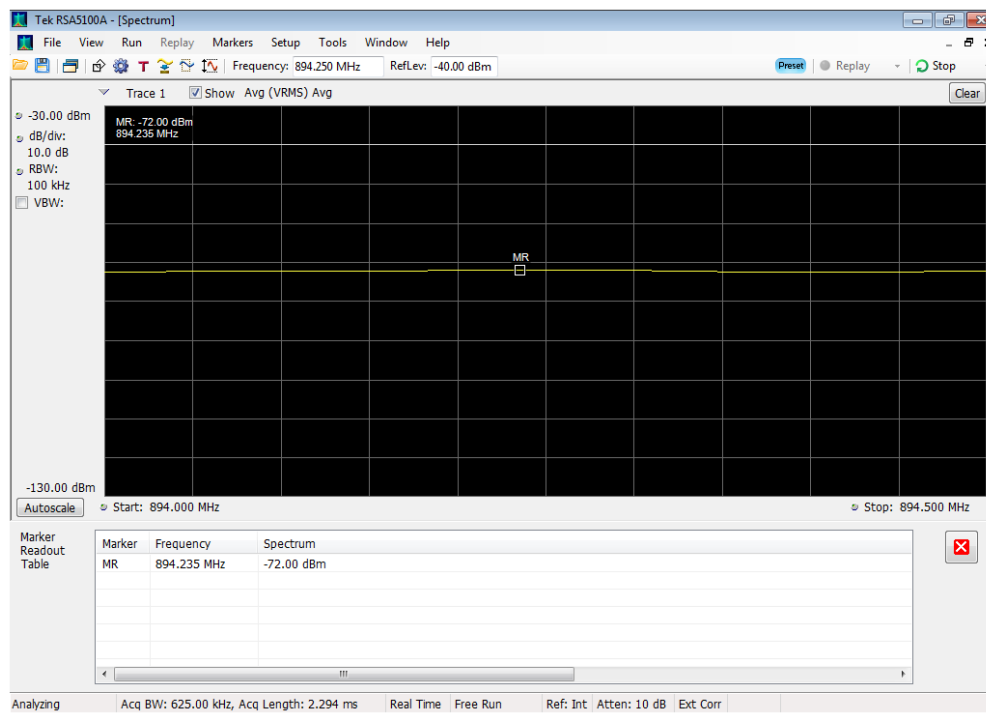 Tek RSA5100A - [Spectrum]
File View Run Replay Markers Setup Tools Window Help
T Frequency: 894.250 MHz RefLev: -40.00 dBm Preset Replay Stop
Trace 1 Show Avg (VRMS) Avg Clear
-30.00 dBm
dB/div:
10.0 dB
RBW:
100 kHz
VBW:
MR: -72.00 dBm
894.235 MHz
MR
-130.00 dBm
Autoscale Start: 894.000 MHz Stop: 894.500 MHz
Marker
Readout
Table
Marker Frequency Spectrum
MR 894.235 MHz -72.00 dBm
Analyzing Acq BW: 625.00 kHz, Acq Length: 2.294 ms Real Time Free Run Ref: Int Atten: 10 dB Ext Corr